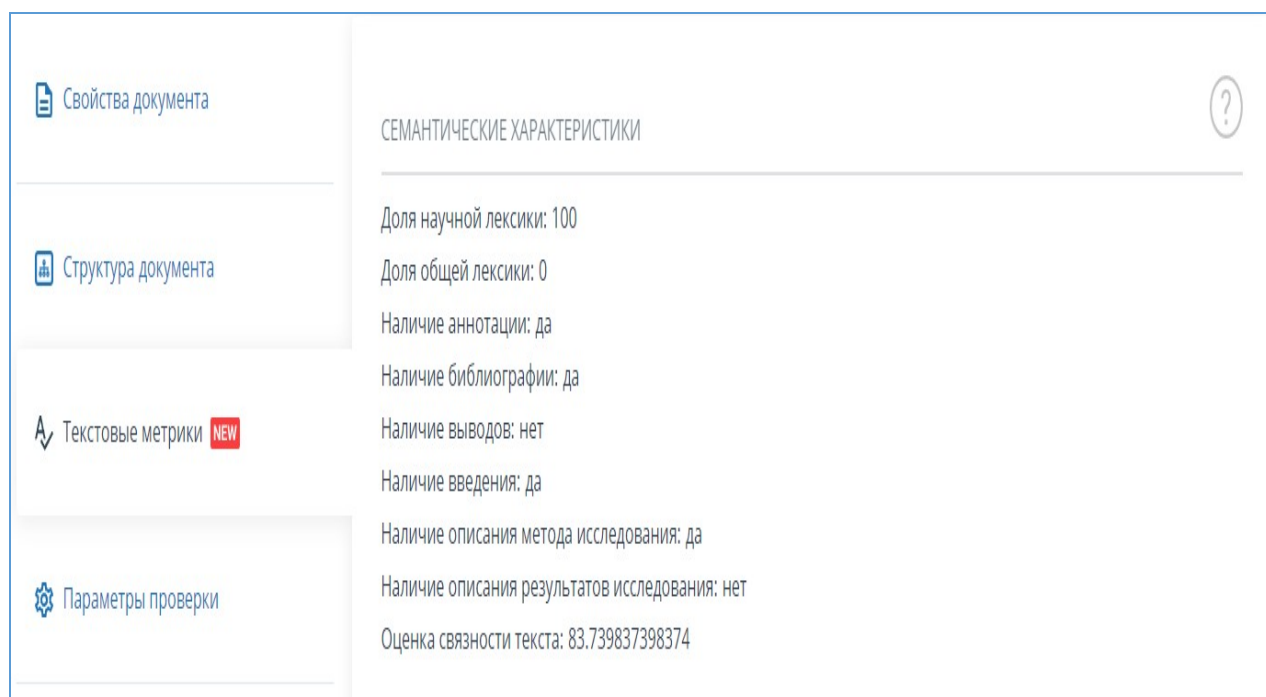 Свойства документа
Структура документа
Текстовые метрики NEW
Параметры проверки
СЕМАНТИЧЕСКИЕ ХАРАКТЕРИСТИКИ
?
Доля научной лексики: 100
Доля общей лексики: 0
Наличие аннотации: да
Наличие библиографии: да
Наличие выводов: нет
Наличие введения: да
Наличие описания метода исследования: да
Наличие описания результатов исследования: нет
Оценка связности текста: 83.739837398374